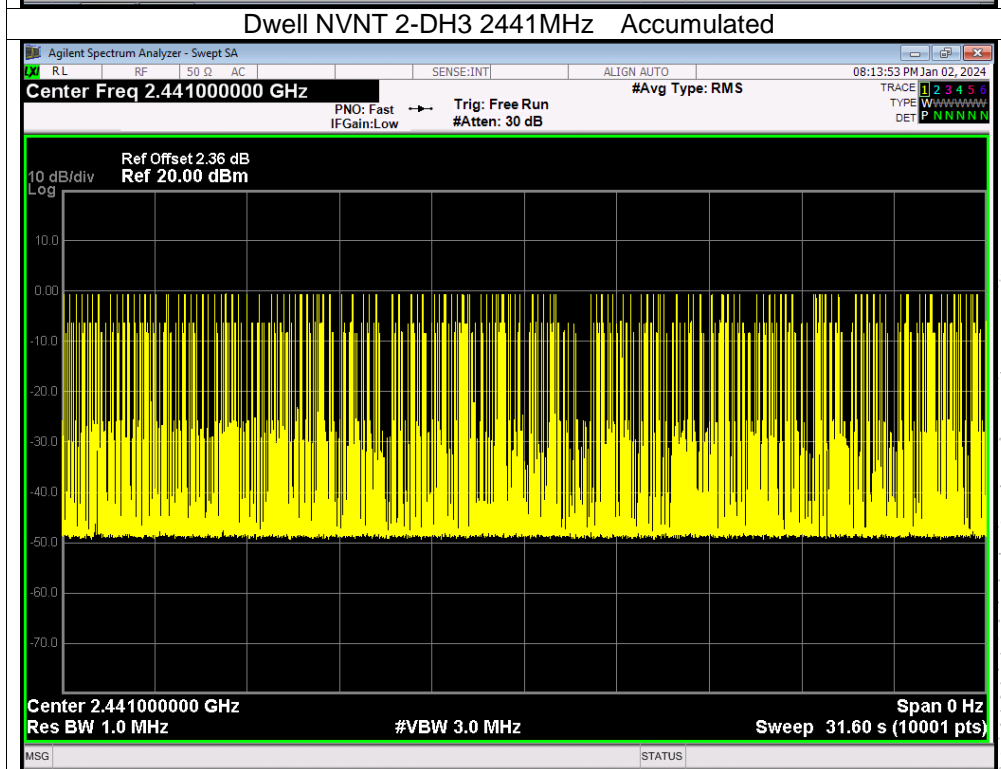 Dwell NVNT 2-DH3 2441MHz Accumulated
Agilent Spectrum Analyzer - Swept SA
LXI RL RF 50 Ω AC SENSE:INT ALIGN AUTO 08:13:53 PM Jan 02, 2024
Center Freq 2.441000000 GHz #Avg Type: RMS TRACE 1 2 3 4 5 6
PNO: Fast Trig: Free Run TYPE WWWWWW
IFGain:Low #Atten: 30 dB DET P N N N N N
Ref Offset 2.36 dB
10 dB/div Ref 20.00 dBm
Log
10.0
0.00
-10.0
-20.0
-30.0
-40.0
-50.0
-60.0
-70.0
Center 2.441000000 GHz Span 0 Hz
Res BW 1.0 MHz #VBW 3.0 MHz Sweep 31.60 s (10001 pts)
MSG STATUS